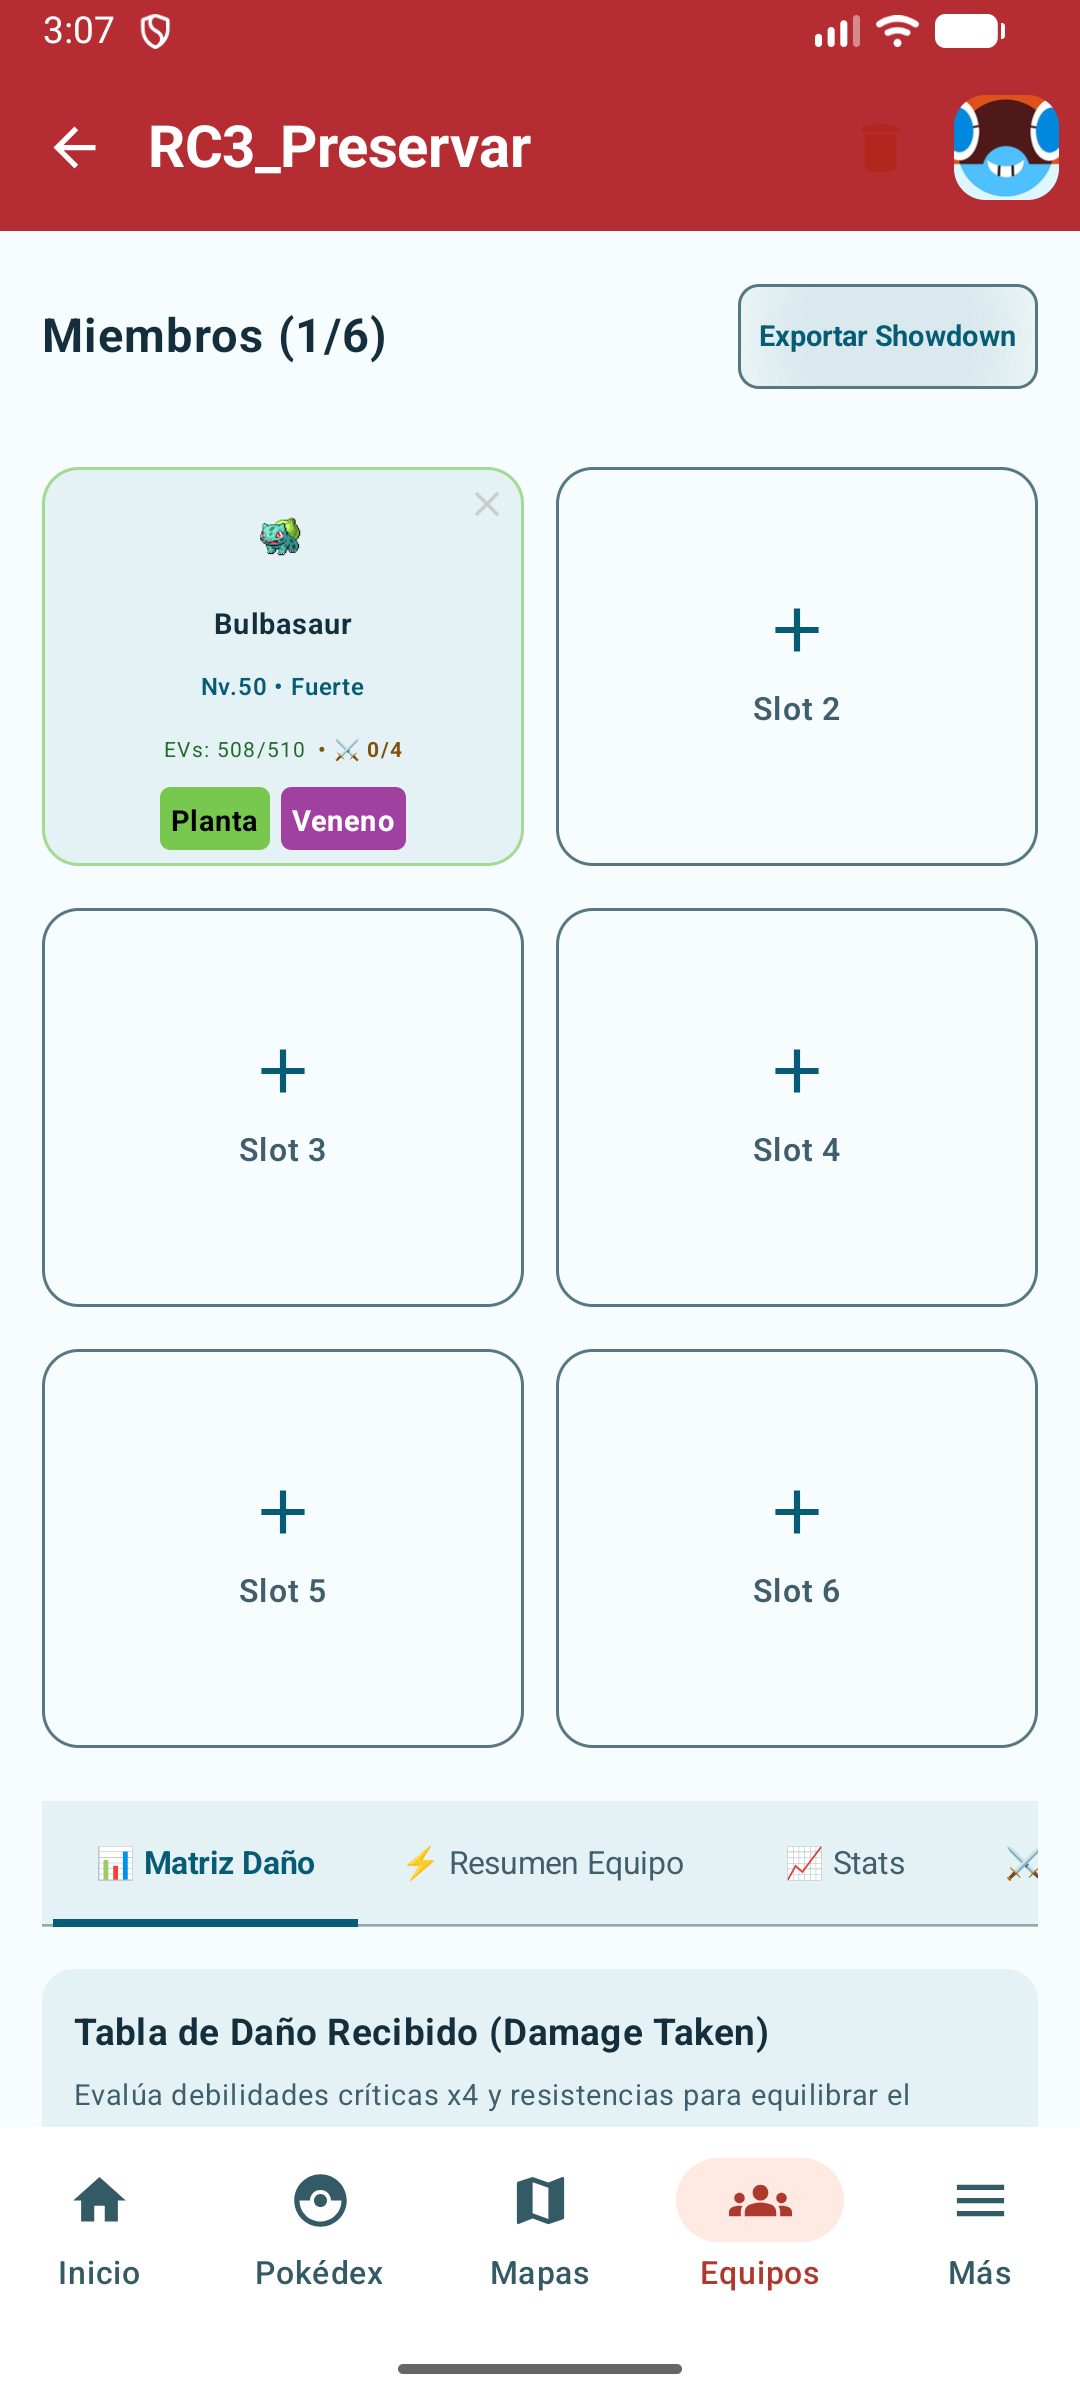 3:07
RC3_Preservar
Miembros (1/6)
Exportar Showdown
Bulbasaur
Nv.50 • Fuerte
EVs: 508/510 • ⚔️ 0/4
Planta Veneno
Slot 2
Slot 3
Slot 4
Slot 5
Slot 6
📊 Matriz Daño
⚡ Resumen Equipo
📈 Stats
⚔️
Tabla de Daño Recibido (Damage Taken)
Evalúa debilidades críticas x4 y resistencias para equilibrar el
Inicio
Pokédex
Mapas
Equipos
Más